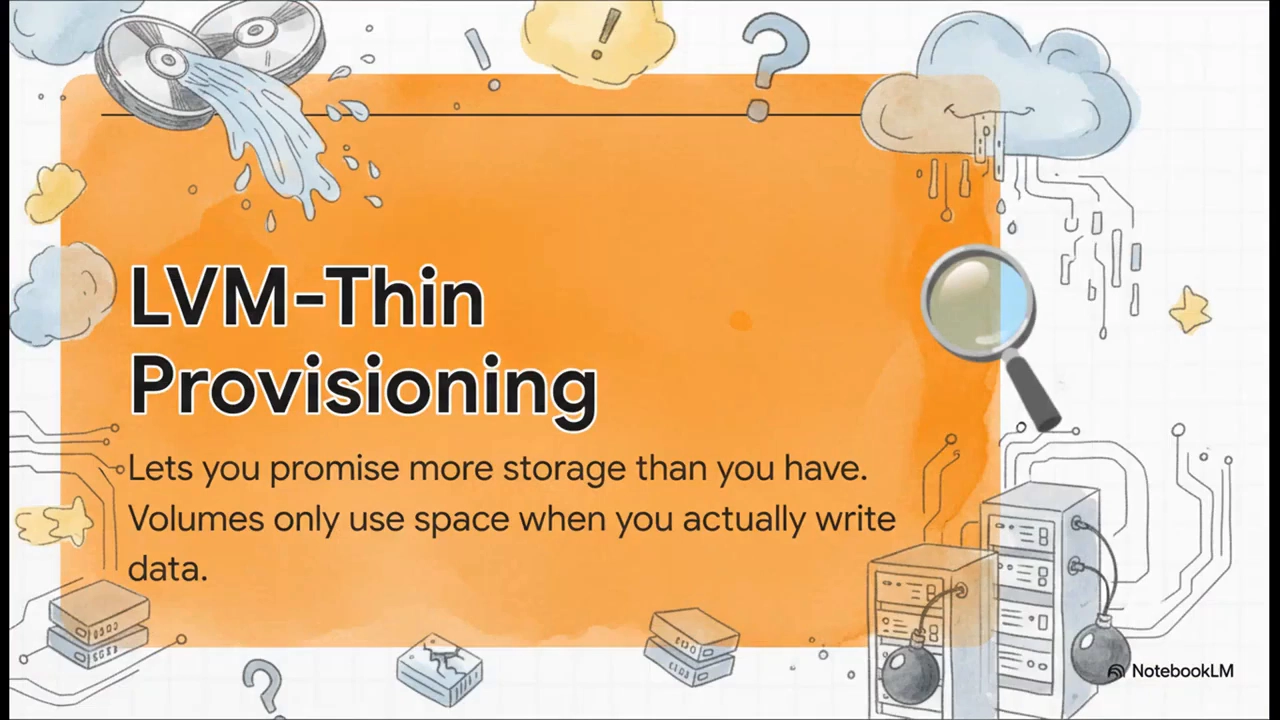 LVM-Thin
Provisioning
Lets you promise more storage than you have.
Volumes only use space when you actually write
data.
NotebookLM